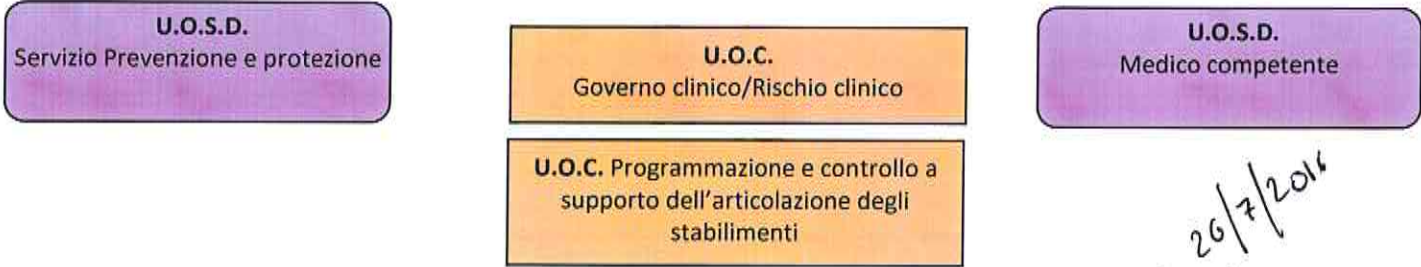 U.O.S.D.
Servizio Prevenzione e protezione
U.O.C.
Governo clinico/Rischio clinico
U.O.S.D.
Medico competente
U.O.C. Programmazione e controllo a
supporto dell'articolazione degli
stabilimenti
26/7/2016